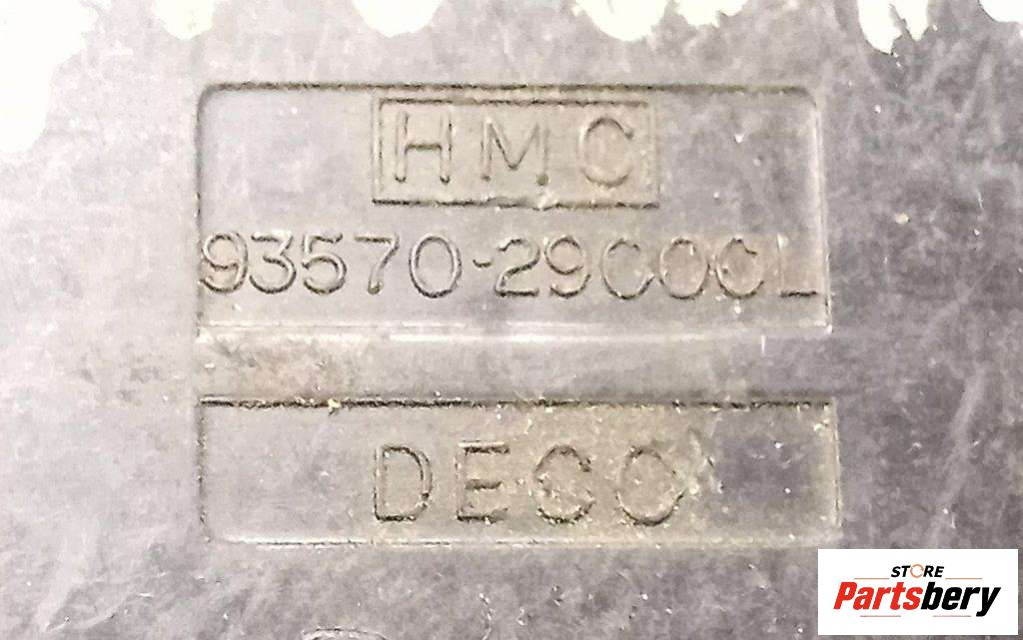 HMC
93570-29000L
DECO
STORE
Partsbery